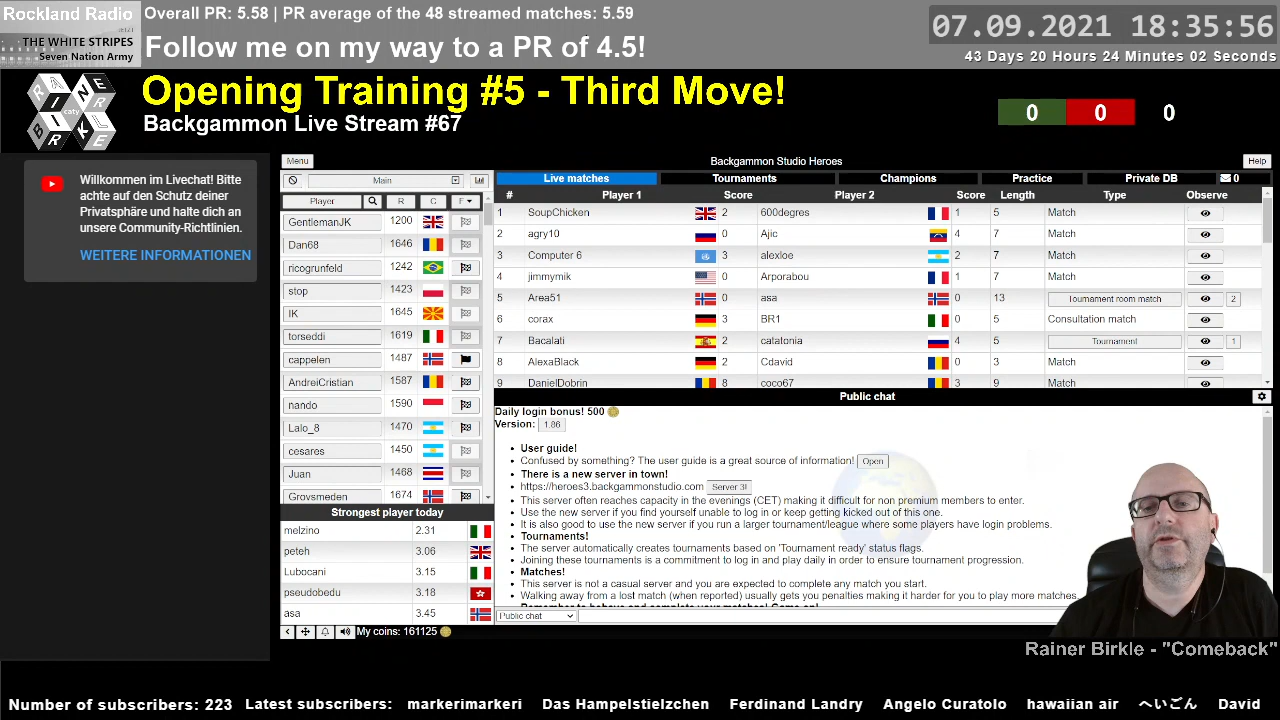 Rockland Radio
JETZT
THE WHITE STRIPES
Seven Nation Army
Overall PR: 5.58 | PR average of the 48 streamed matches: 5.59
Follow me on my way to a PR of 4.5!
07.09.2021 18:35:56
43 Days 20 Hours 24 Minutes 02 Seconds
Opening Training #5 - Third Move!
Backgammon Live Stream #67
0 0 0
Willkommen im Livechat! Bitte
achte auf den Schutz deiner
Privatsphäre und halte dich an
unsere Community-Richtlinien.
WEITERE INFORMATIONEN
Menu
Backgammon Studio Heroes
Help
Main
Player R C F
GentlemanJK 1200
Dan68 1646
ricogrunfeld 1242
stop 1423
IK 1645
torseddi 1619
cappelen 1487
AndreiCristian 1587
nando 1590
Lalo_8 1470
cesares 1450
Juan 1468
Grovsmeden 1674
Strongest player today
melzino 2.31
peteh 3.06
Lubocani 3.15
pseudobedu 3.18
asa 3.45
My coins: 161125
Live matches Tournaments Champions Practice Private DB 0
# Player 1 Score Player 2 Score Length Type Observe
1 SoupChicken 2 600degres 1 5 Match
2 agry10 0 Ajic 4 7 Match
3 Computer 6 3 alexloe 2 7 Match
4 jimmymik 0 Arporabou 1 7 Match
5 Area51 0 asa 0 13 Tournament room match 2
6 corax 3 BR1 0 5 Consultation match
7 Bacalati 2 catatonia 4 5 Tournament 1
8 AlexaBlack 2 Cdavid 0 3 Match
9 DanielDobrin 8 coco67 3 9 Match
Public chat
Daily login bonus! 500
Version: 1.86
User guide!
Confused by something? The user guide is a great source of information! Open
There is a new server in town!
https://heroes3.backgammonstudio.com Server 3!
This server often reaches capacity in the evenings (CET) making it difficult for non premium members to enter.
Use the new server if you find yourself unable to log in or keep getting kicked out of this one.
It is also good to use the new server if you run a larger tournament/league where some players have login problems.
Tournaments!
The server automatically creates tournaments based on 'Tournament ready' status flags.
Joining these tournaments is a commitment to log in and play daily in order to ensure tournament progression.
Matches!
This server is not a casual server and you are expected to complete any match you start.
Walking away from a lost match (when reported) usually gets you penalties making it harder for you to play more matches.
Remember to behave and complete your matches! Game on!
Public chat
Rainer Birkle - "Comeback"
Number of subscribers: 223 Latest subscribers: markerimarkeri Das Hampelstielzchen Ferdinand Landry Angelo Curatolo hawaiian air へいごん David